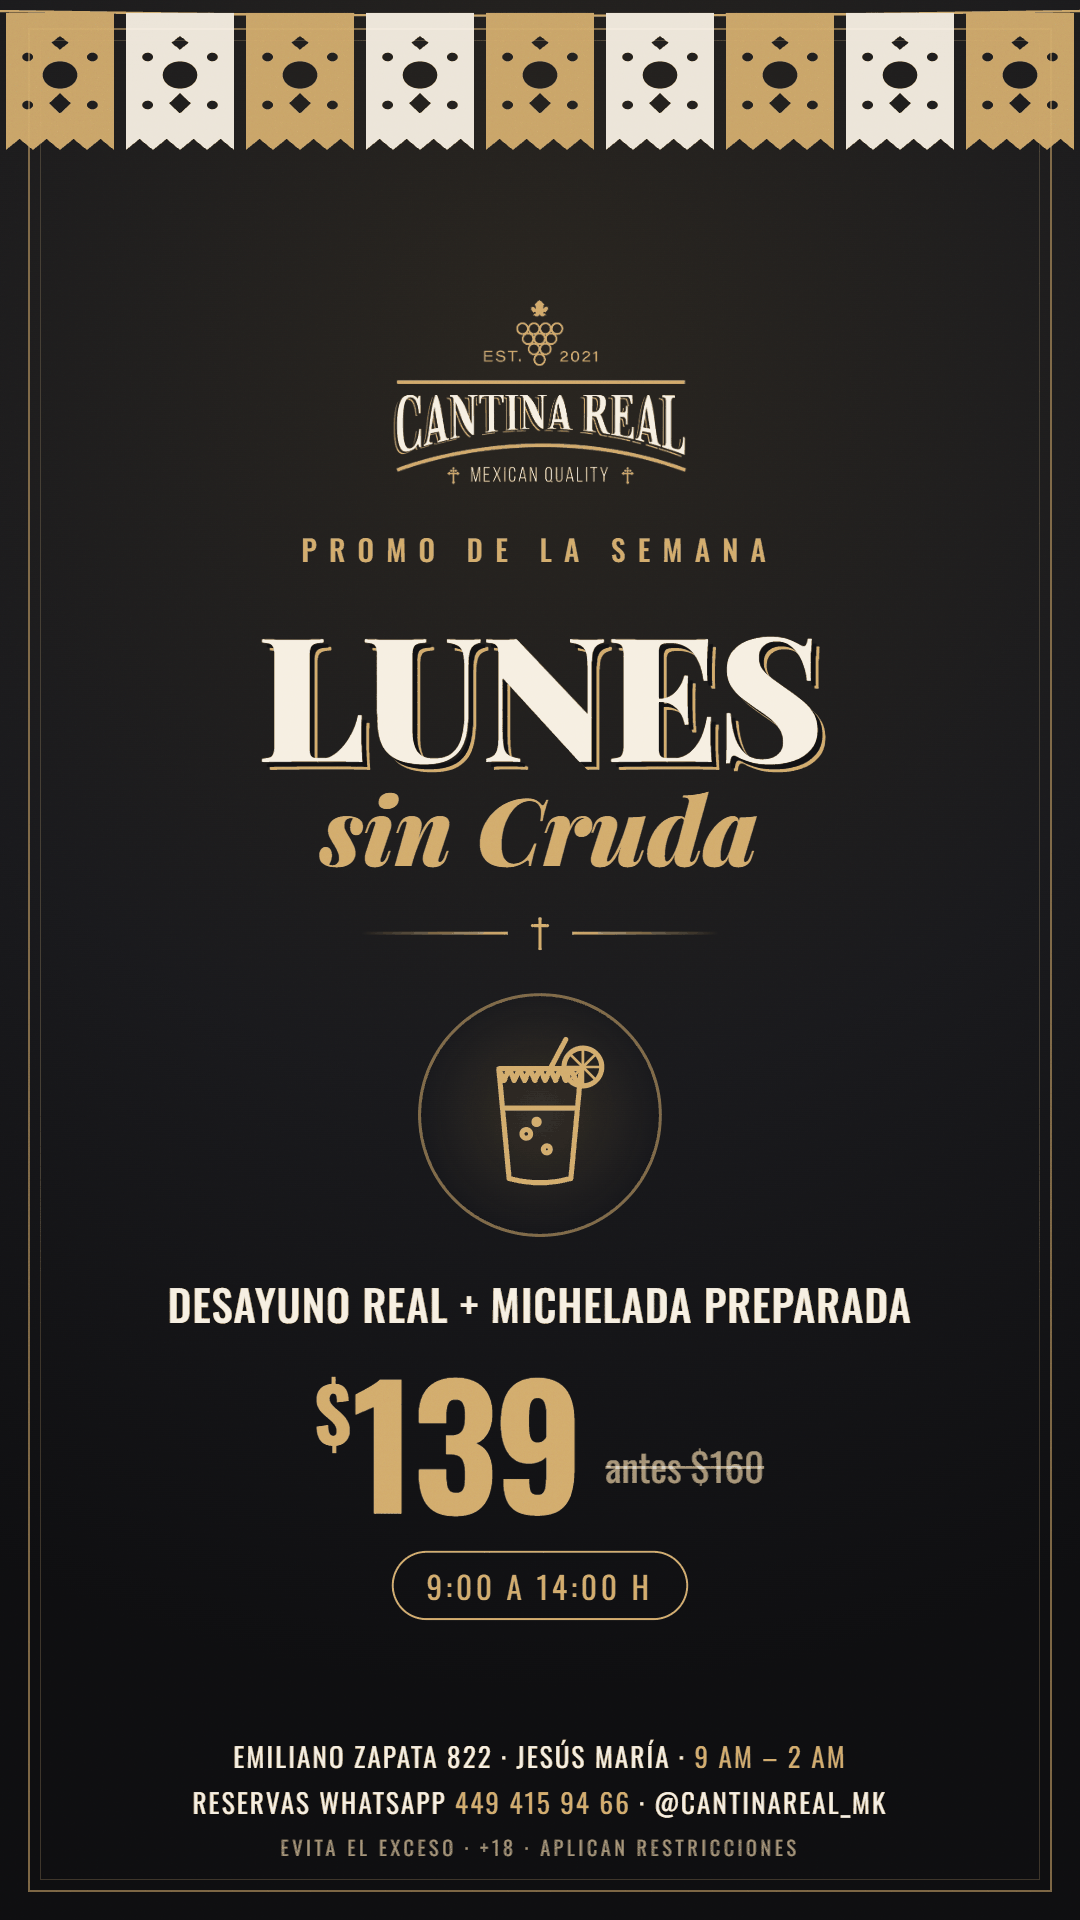 EST. 2021
CANTINA REAL
MEXICAN QUALITY
PROMO DE LA SEMANA
LUNES
sin Cruda
DESAYUNO REAL + MICHELADA PREPARADA
$139 antes $160
9:00 A 14:00 H
EMILIANO ZAPATA 822 · JESÚS MARÍA · 9 AM – 2 AM
RESERVAS WHATSAPP 449 415 94 66 · @CANTINAREAL_MK
EVITA EL EXCESO · +18 · APLICAN RESTRICCIONES